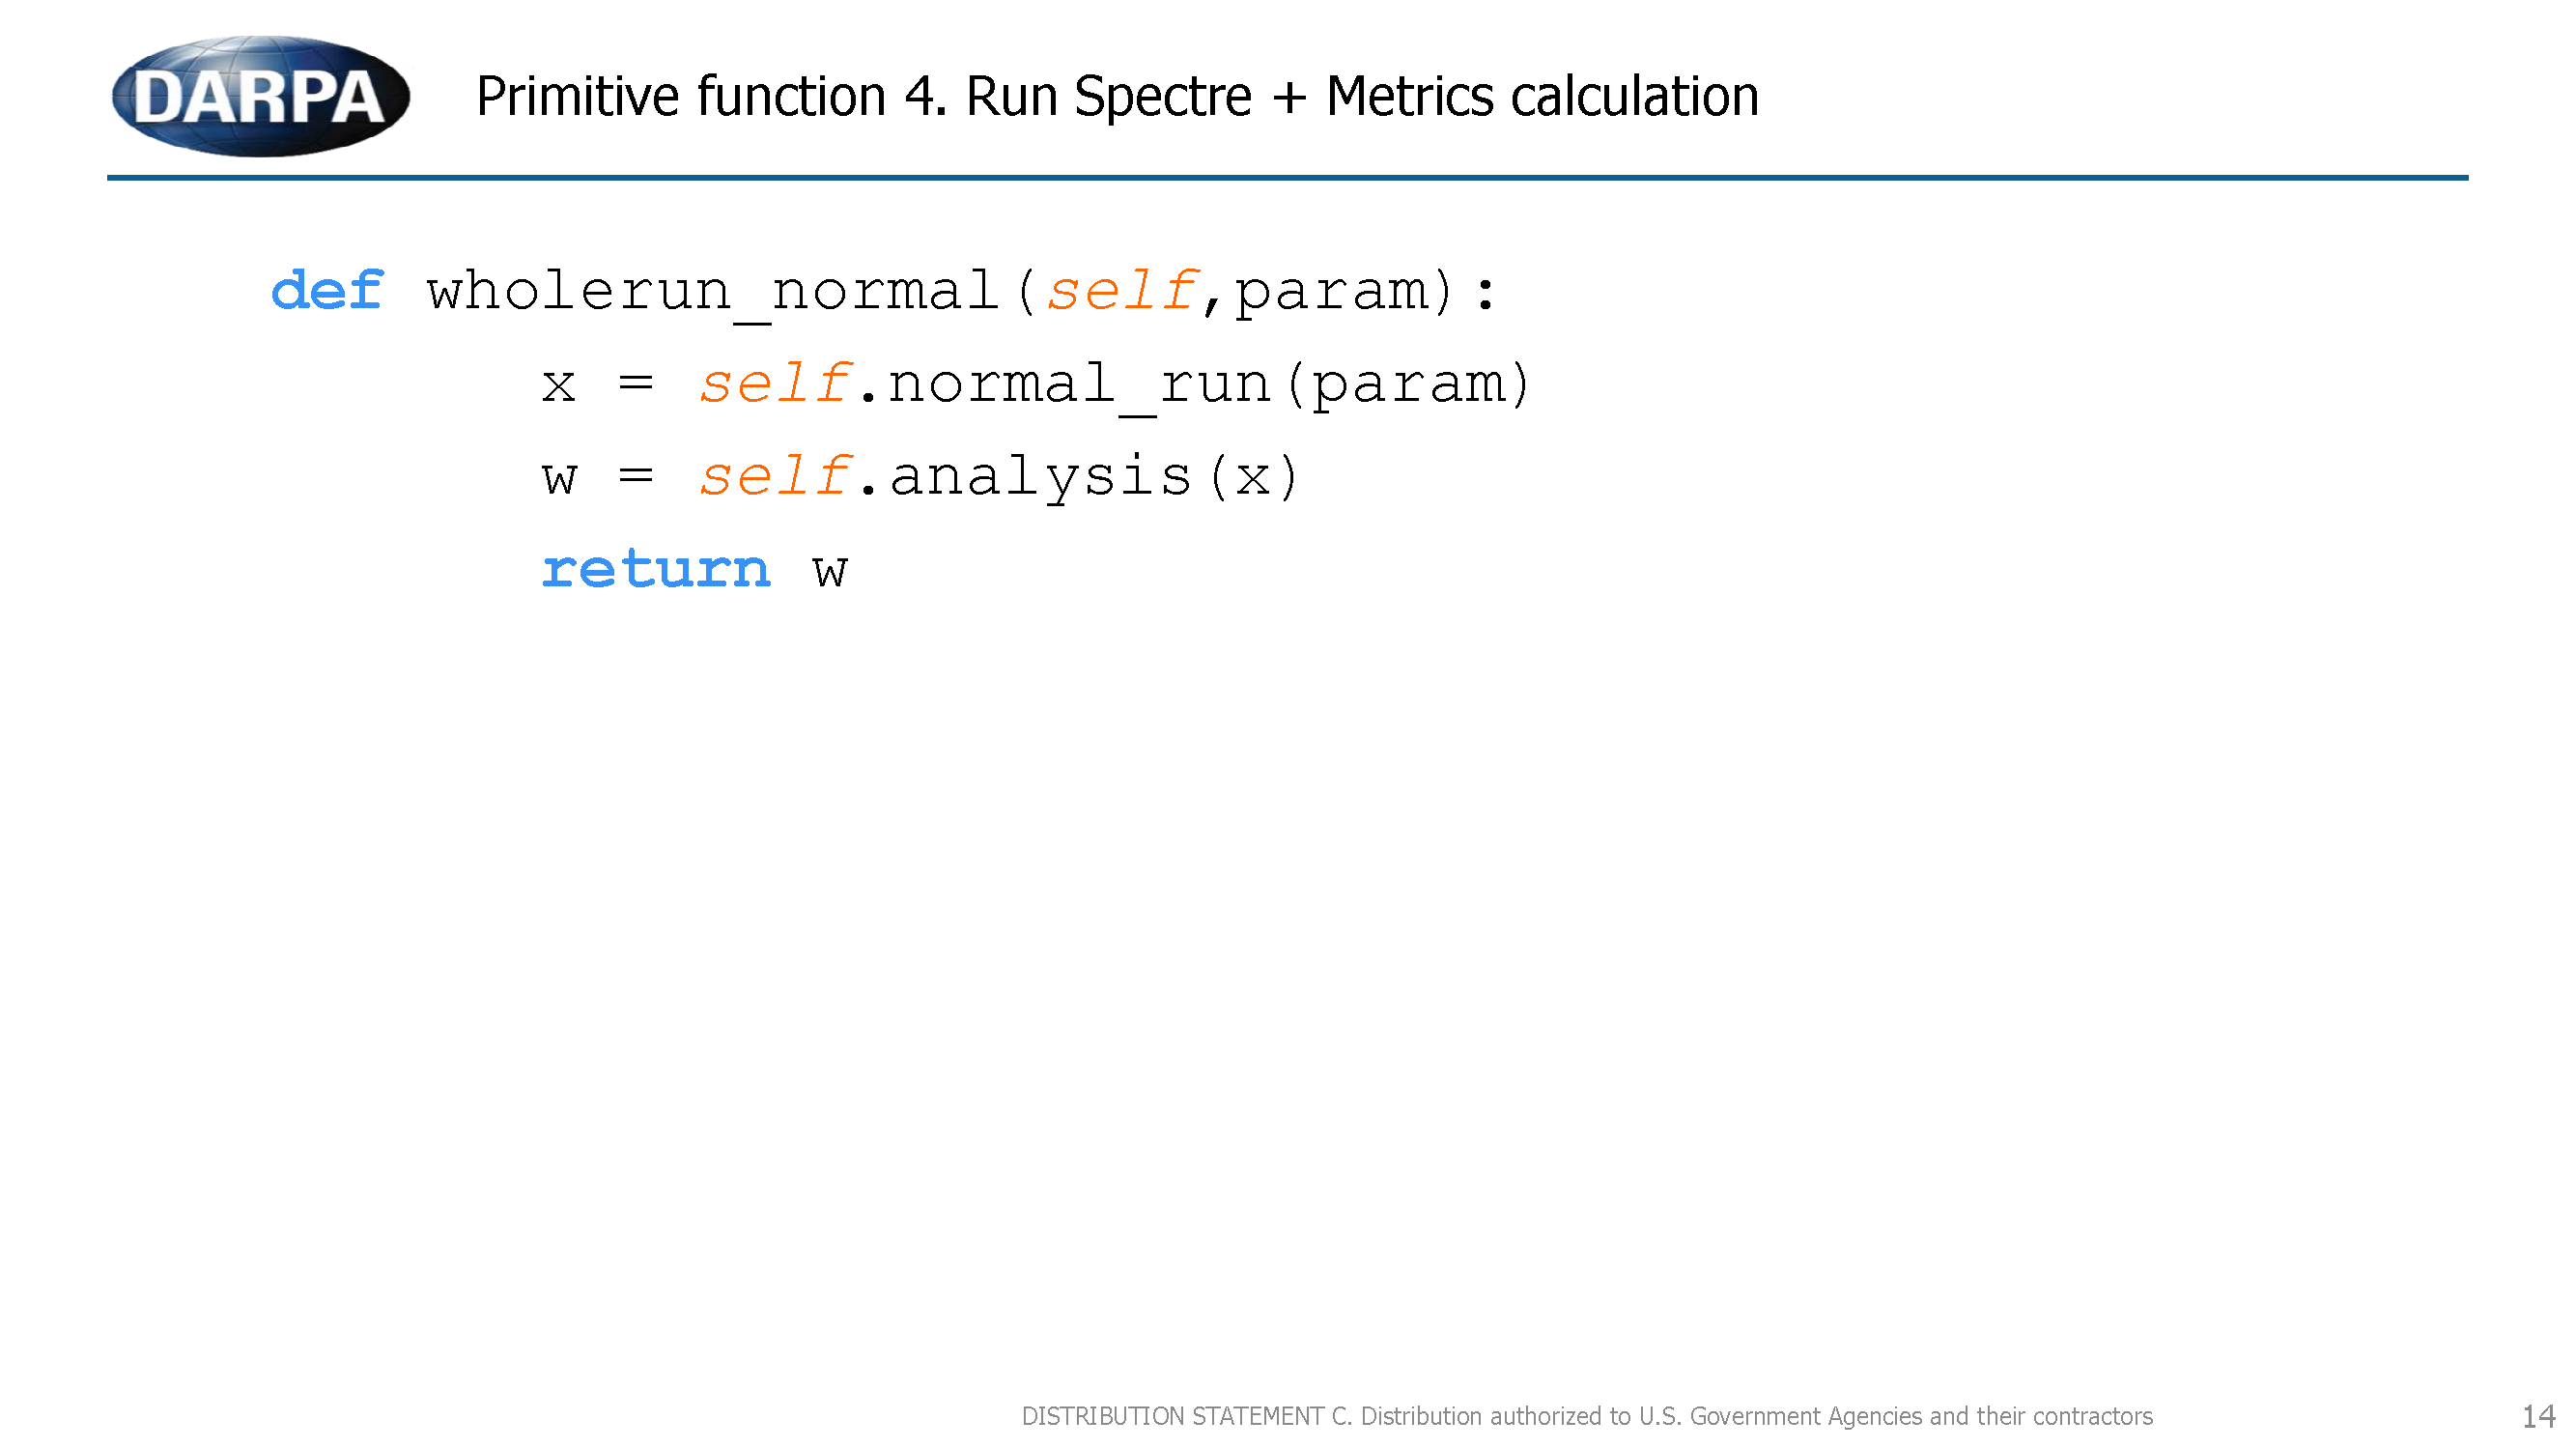 DARPA
Primitive function 4. Run Spectre + Metrics calculation
def wholerun_normal(self,param):
x = self.normal_run(param)
w = self.analysis(x)
return w
DISTRIBUTION STATEMENT C. Distribution authorized to U.S. Government Agencies and their contractors
14